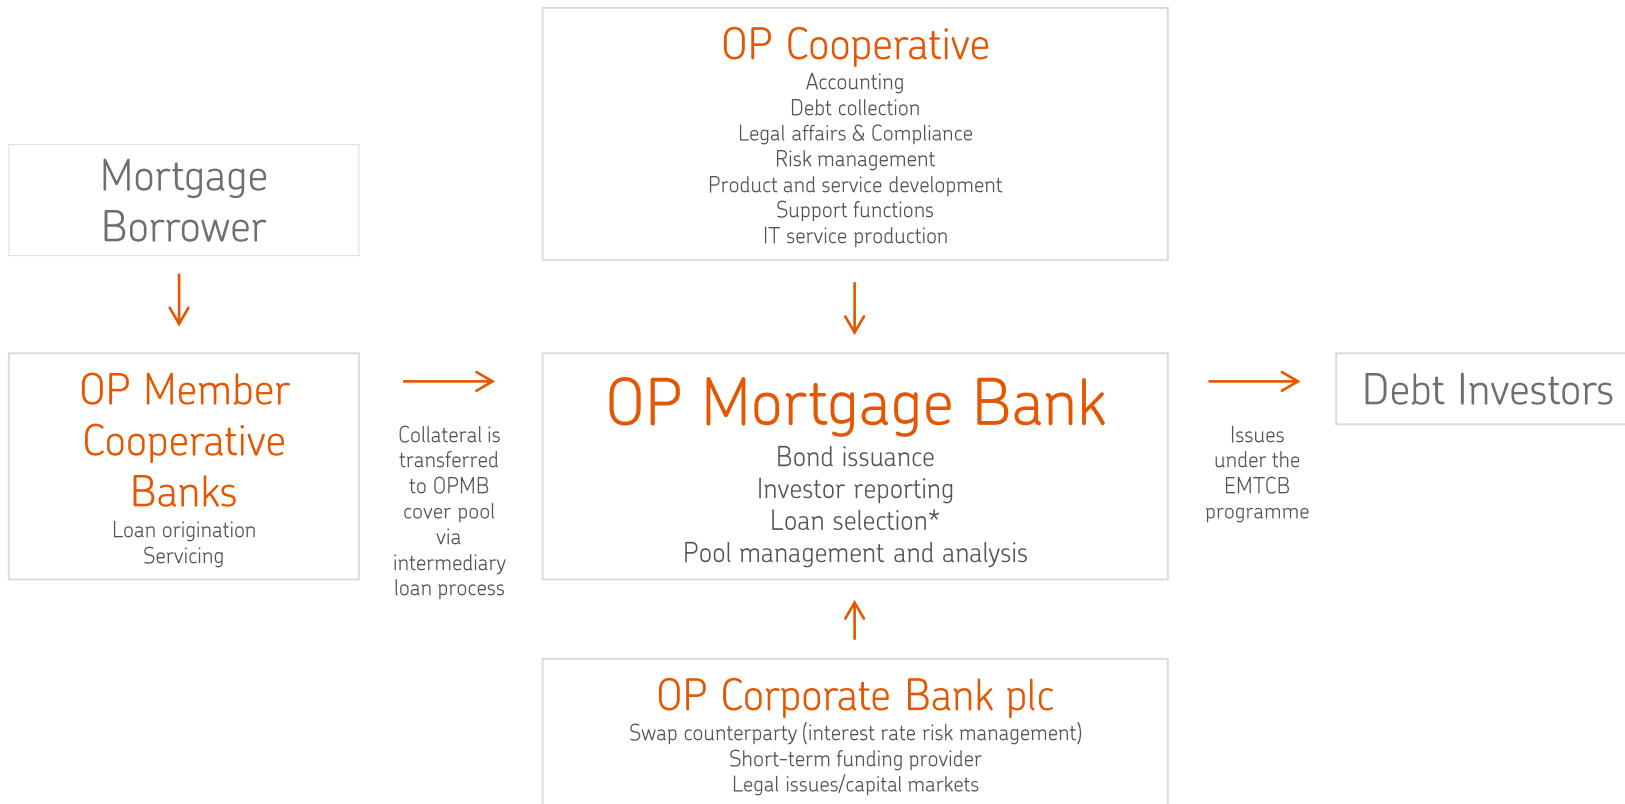 OP Cooperative
Accounting
Debt collection
Legal affairs & Compliance
Risk management
Product and service development
Support functions
IT service production
Mortgage
Borrower
OP Member
Cooperative
Banks
Loan origination
Servicing
Collateral is
transferred
to OPMB
cover pool
via
intermediary
loan process
OP Mortgage Bank
Bond issuance
Investor reporting
Loan selection*
Pool management and analysis
Issues
under the
EMTCB
programme
Debt Investors
OP Corporate Bank plc
Swap counterparty (interest rate risk management)
Short-term funding provider
Legal issues/capital markets